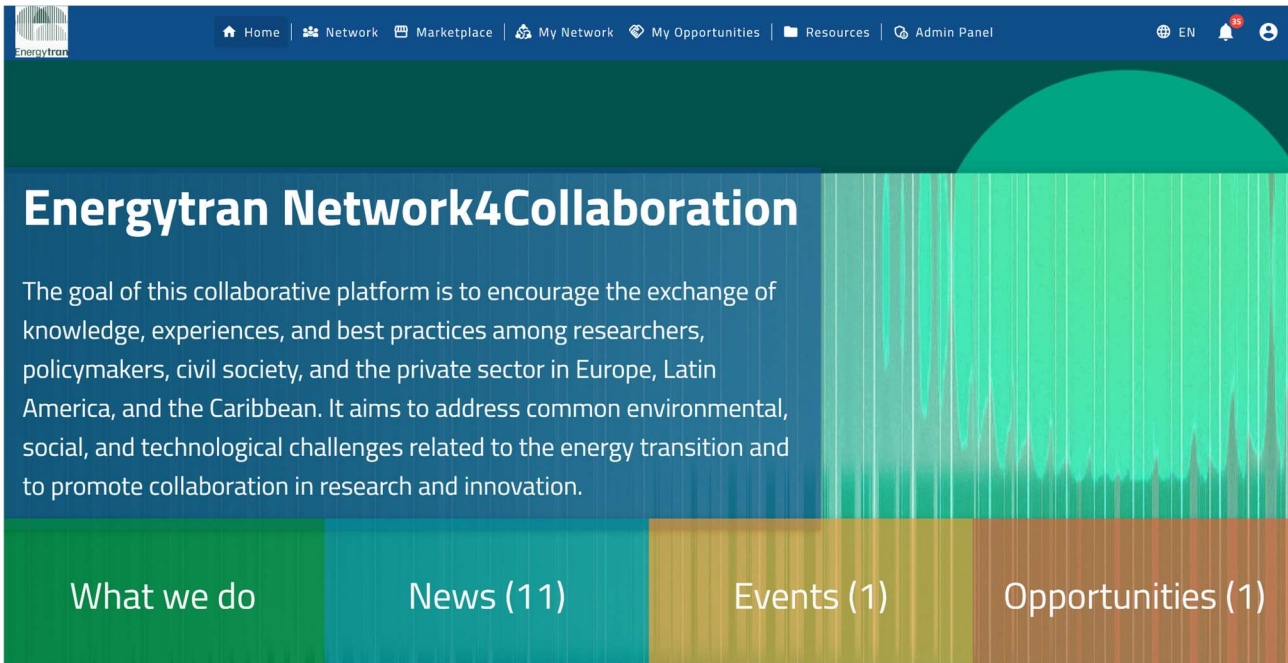 Energytran
Home
Network
Marketplace
My Network
My Opportunities
Resources
Admin Panel
EN
35
Energytran Network4Collaboration
The goal of this collaborative platform is to encourage the exchange of
knowledge, experiences, and best practices among researchers,
policymakers, civil society, and the private sector in Europe, Latin
America, and the Caribbean. It aims to address common environmental,
social, and technological challenges related to the energy transition and
to promote collaboration in research and innovation.
What we do
News (11)
Events (1)
Opportunities (1)